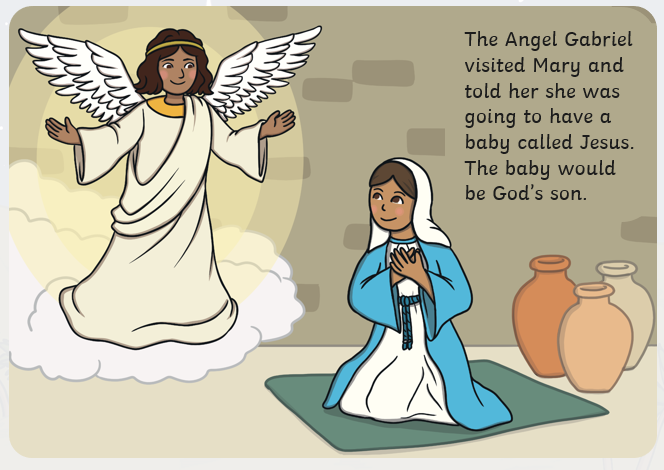 The Angel Gabriel
visited Mary and
told her she was
going to have a
baby called Jesus.
The baby would
be God's son.